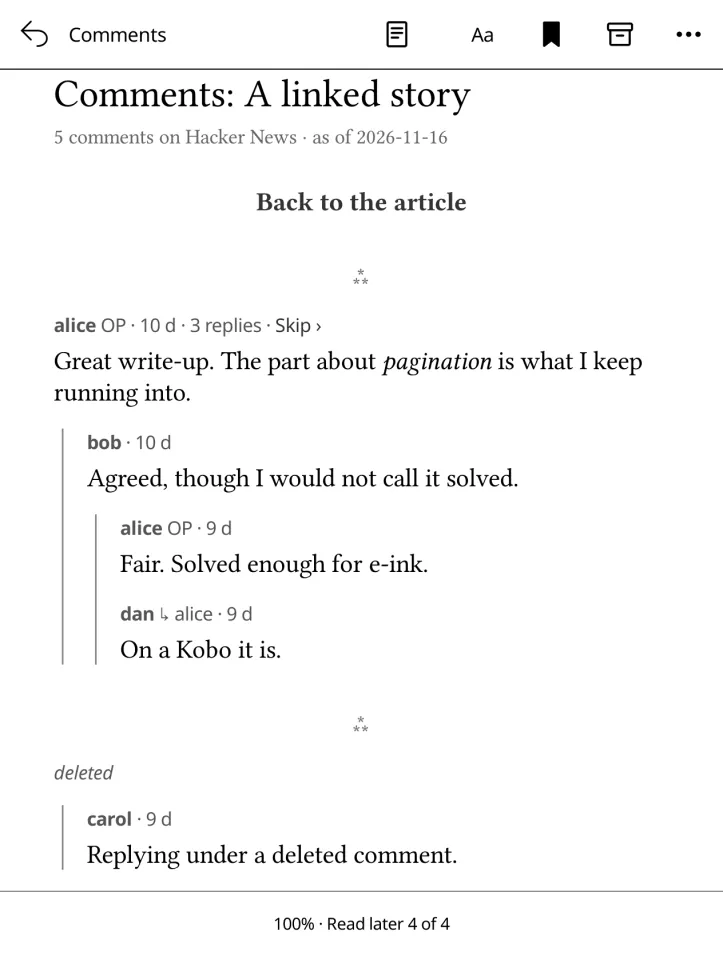 Comments
Aa
Comments: A linked story
5 comments on Hacker News · as of 2026-11-16
Back to the article
⁂
alice OP · 10 d · 3 replies · Skip ›
Great write-up. The part about pagination is what I keep
running into.
bob · 10 d
Agreed, though I would not call it solved.
alice OP · 9 d
Fair. Solved enough for e-ink.
dan ↳ alice · 9 d
On a Kobo it is.
⁂
deleted
carol · 9 d
Replying under a deleted comment.
100% · Read later 4 of 4